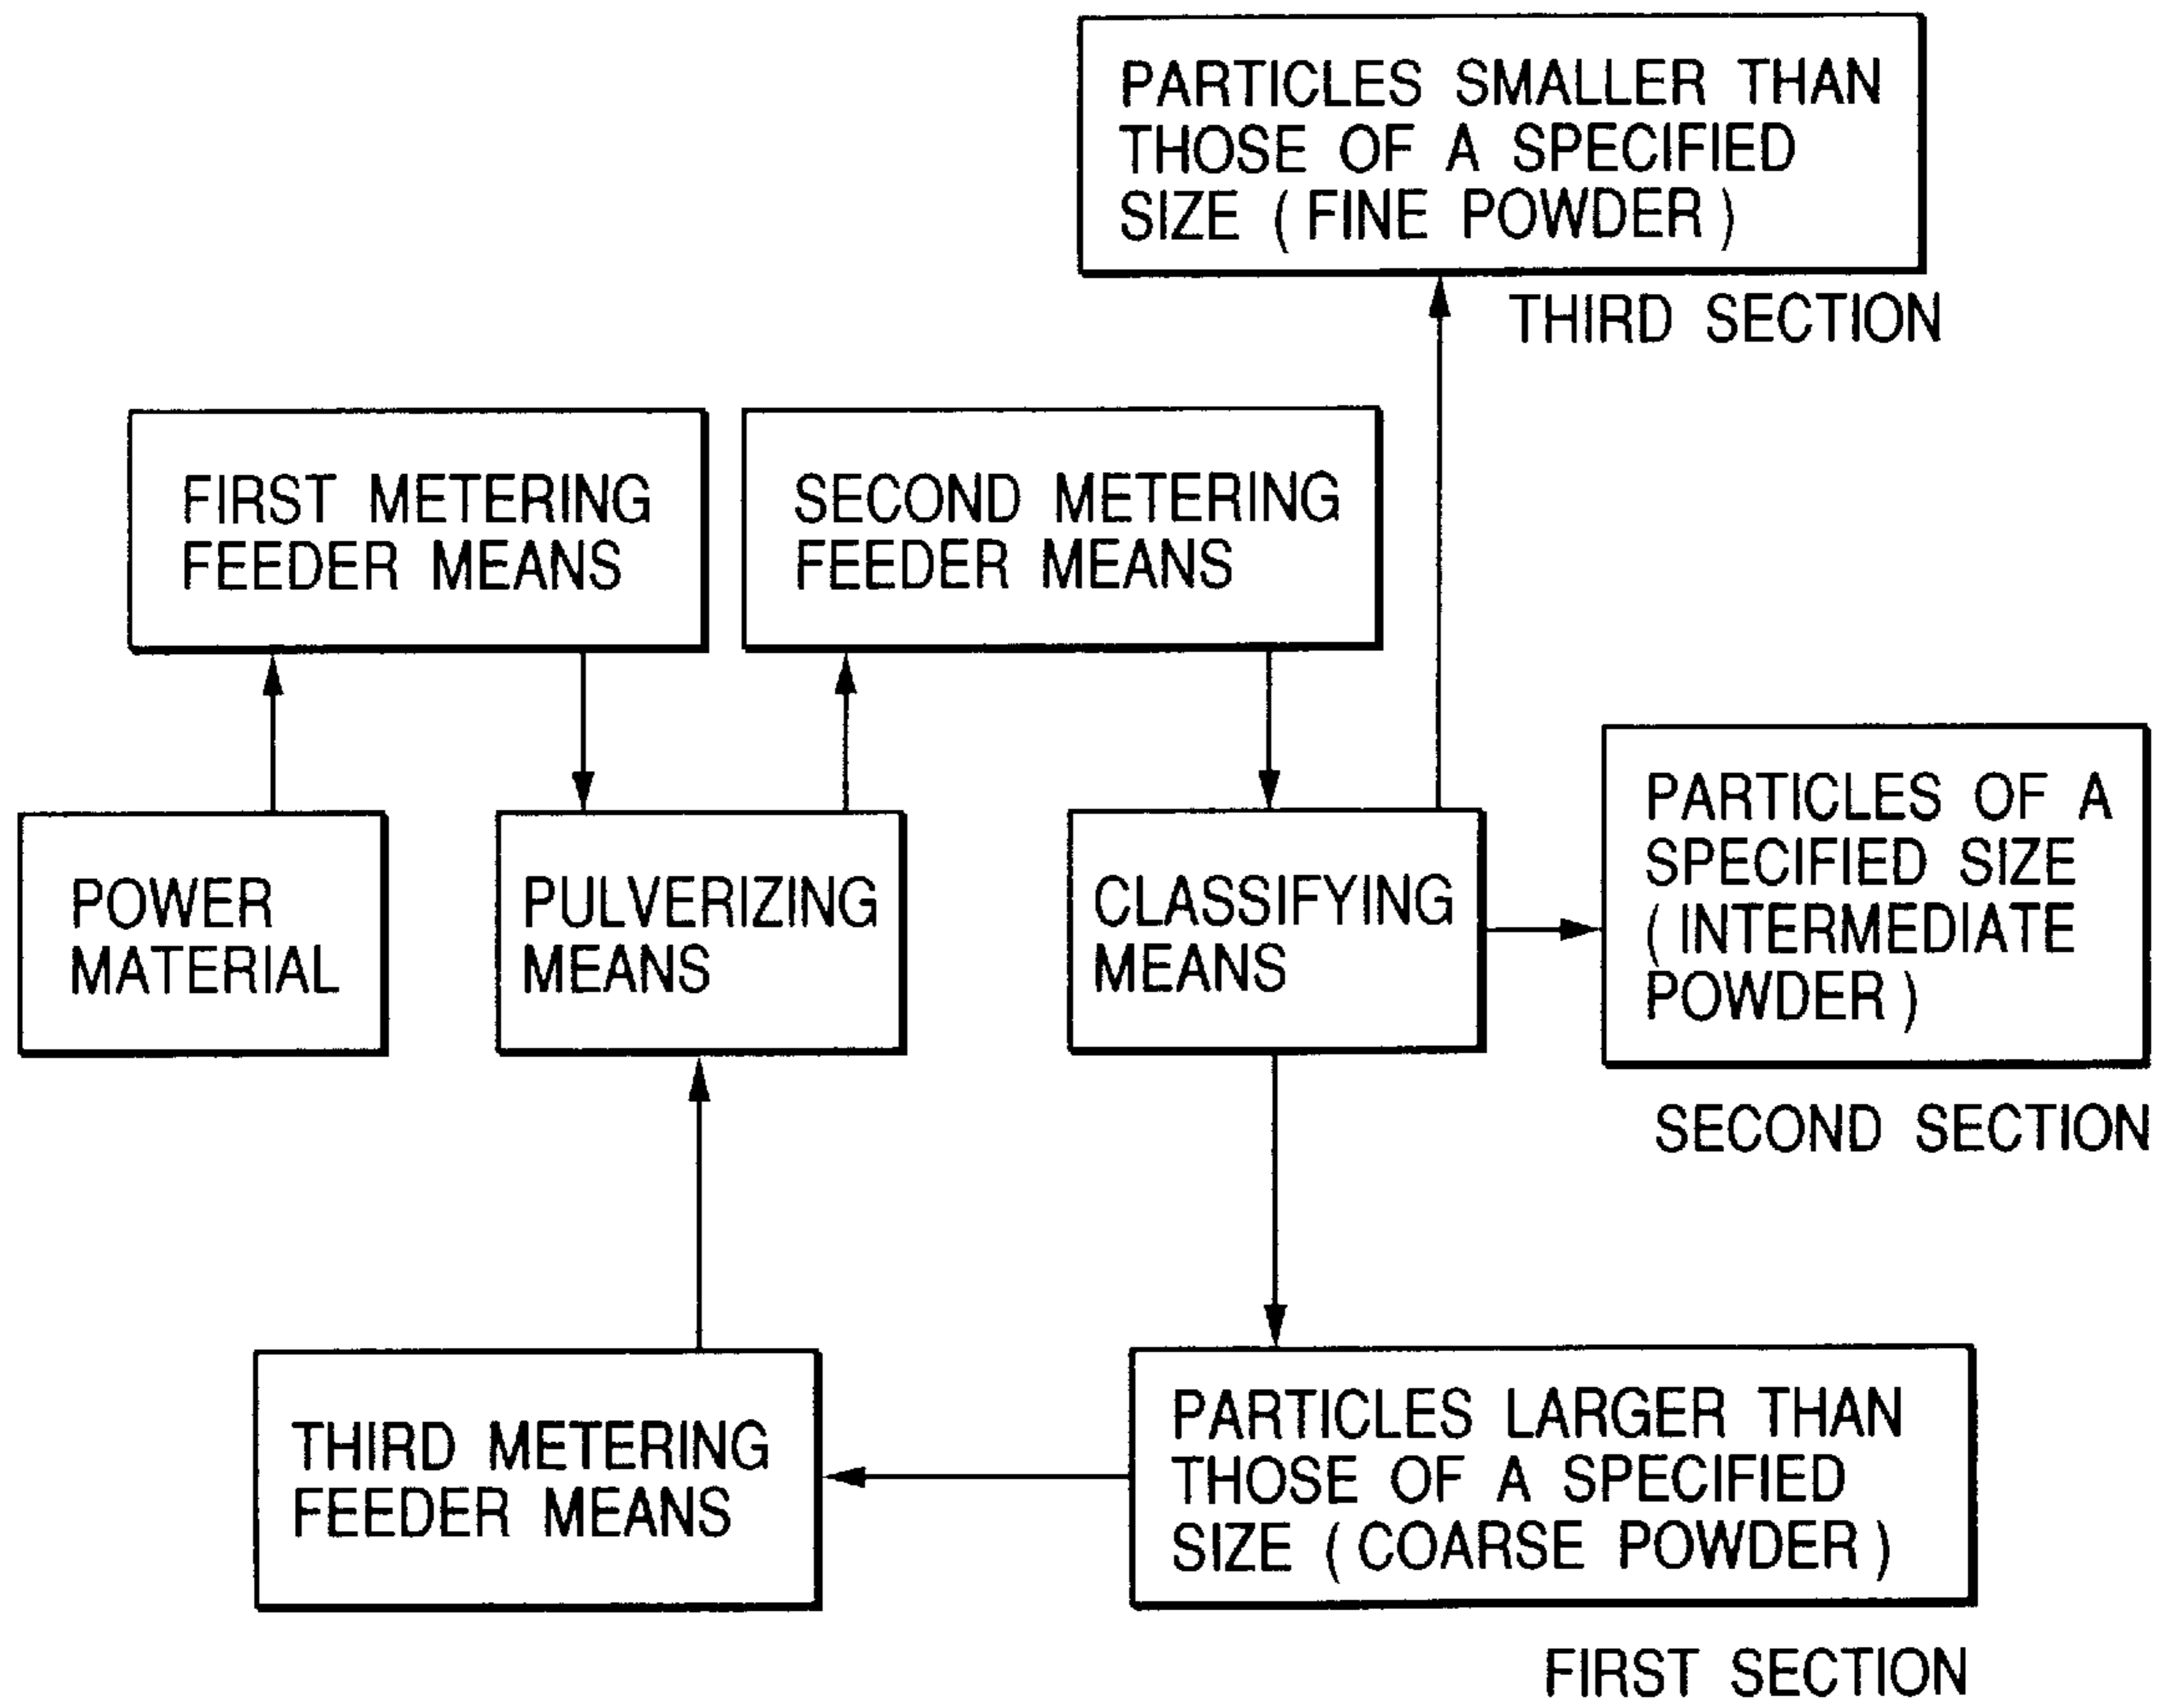 PARTICLES SMALLER THAN
THOSE OF A SPECIFIED
SIZE (FINE POWDER)
THIRD SECTION
FIRST METERING
FEEDER MEANS
SECOND METERING
FEEDER MEANS
POWER
MATERIAL
PULVERIZING
MEANS
CLASSIFYING
MEANS
PARTICLES OF A
SPECIFIED SIZE
(INTERMEDIATE
POWDER)
SECOND SECTION
THIRD METERING
FEEDER MEANS
PARTICLES LARGER THAN
THOSE OF A SPECIFIED
SIZE (COARSE POWDER)
FIRST SECTION